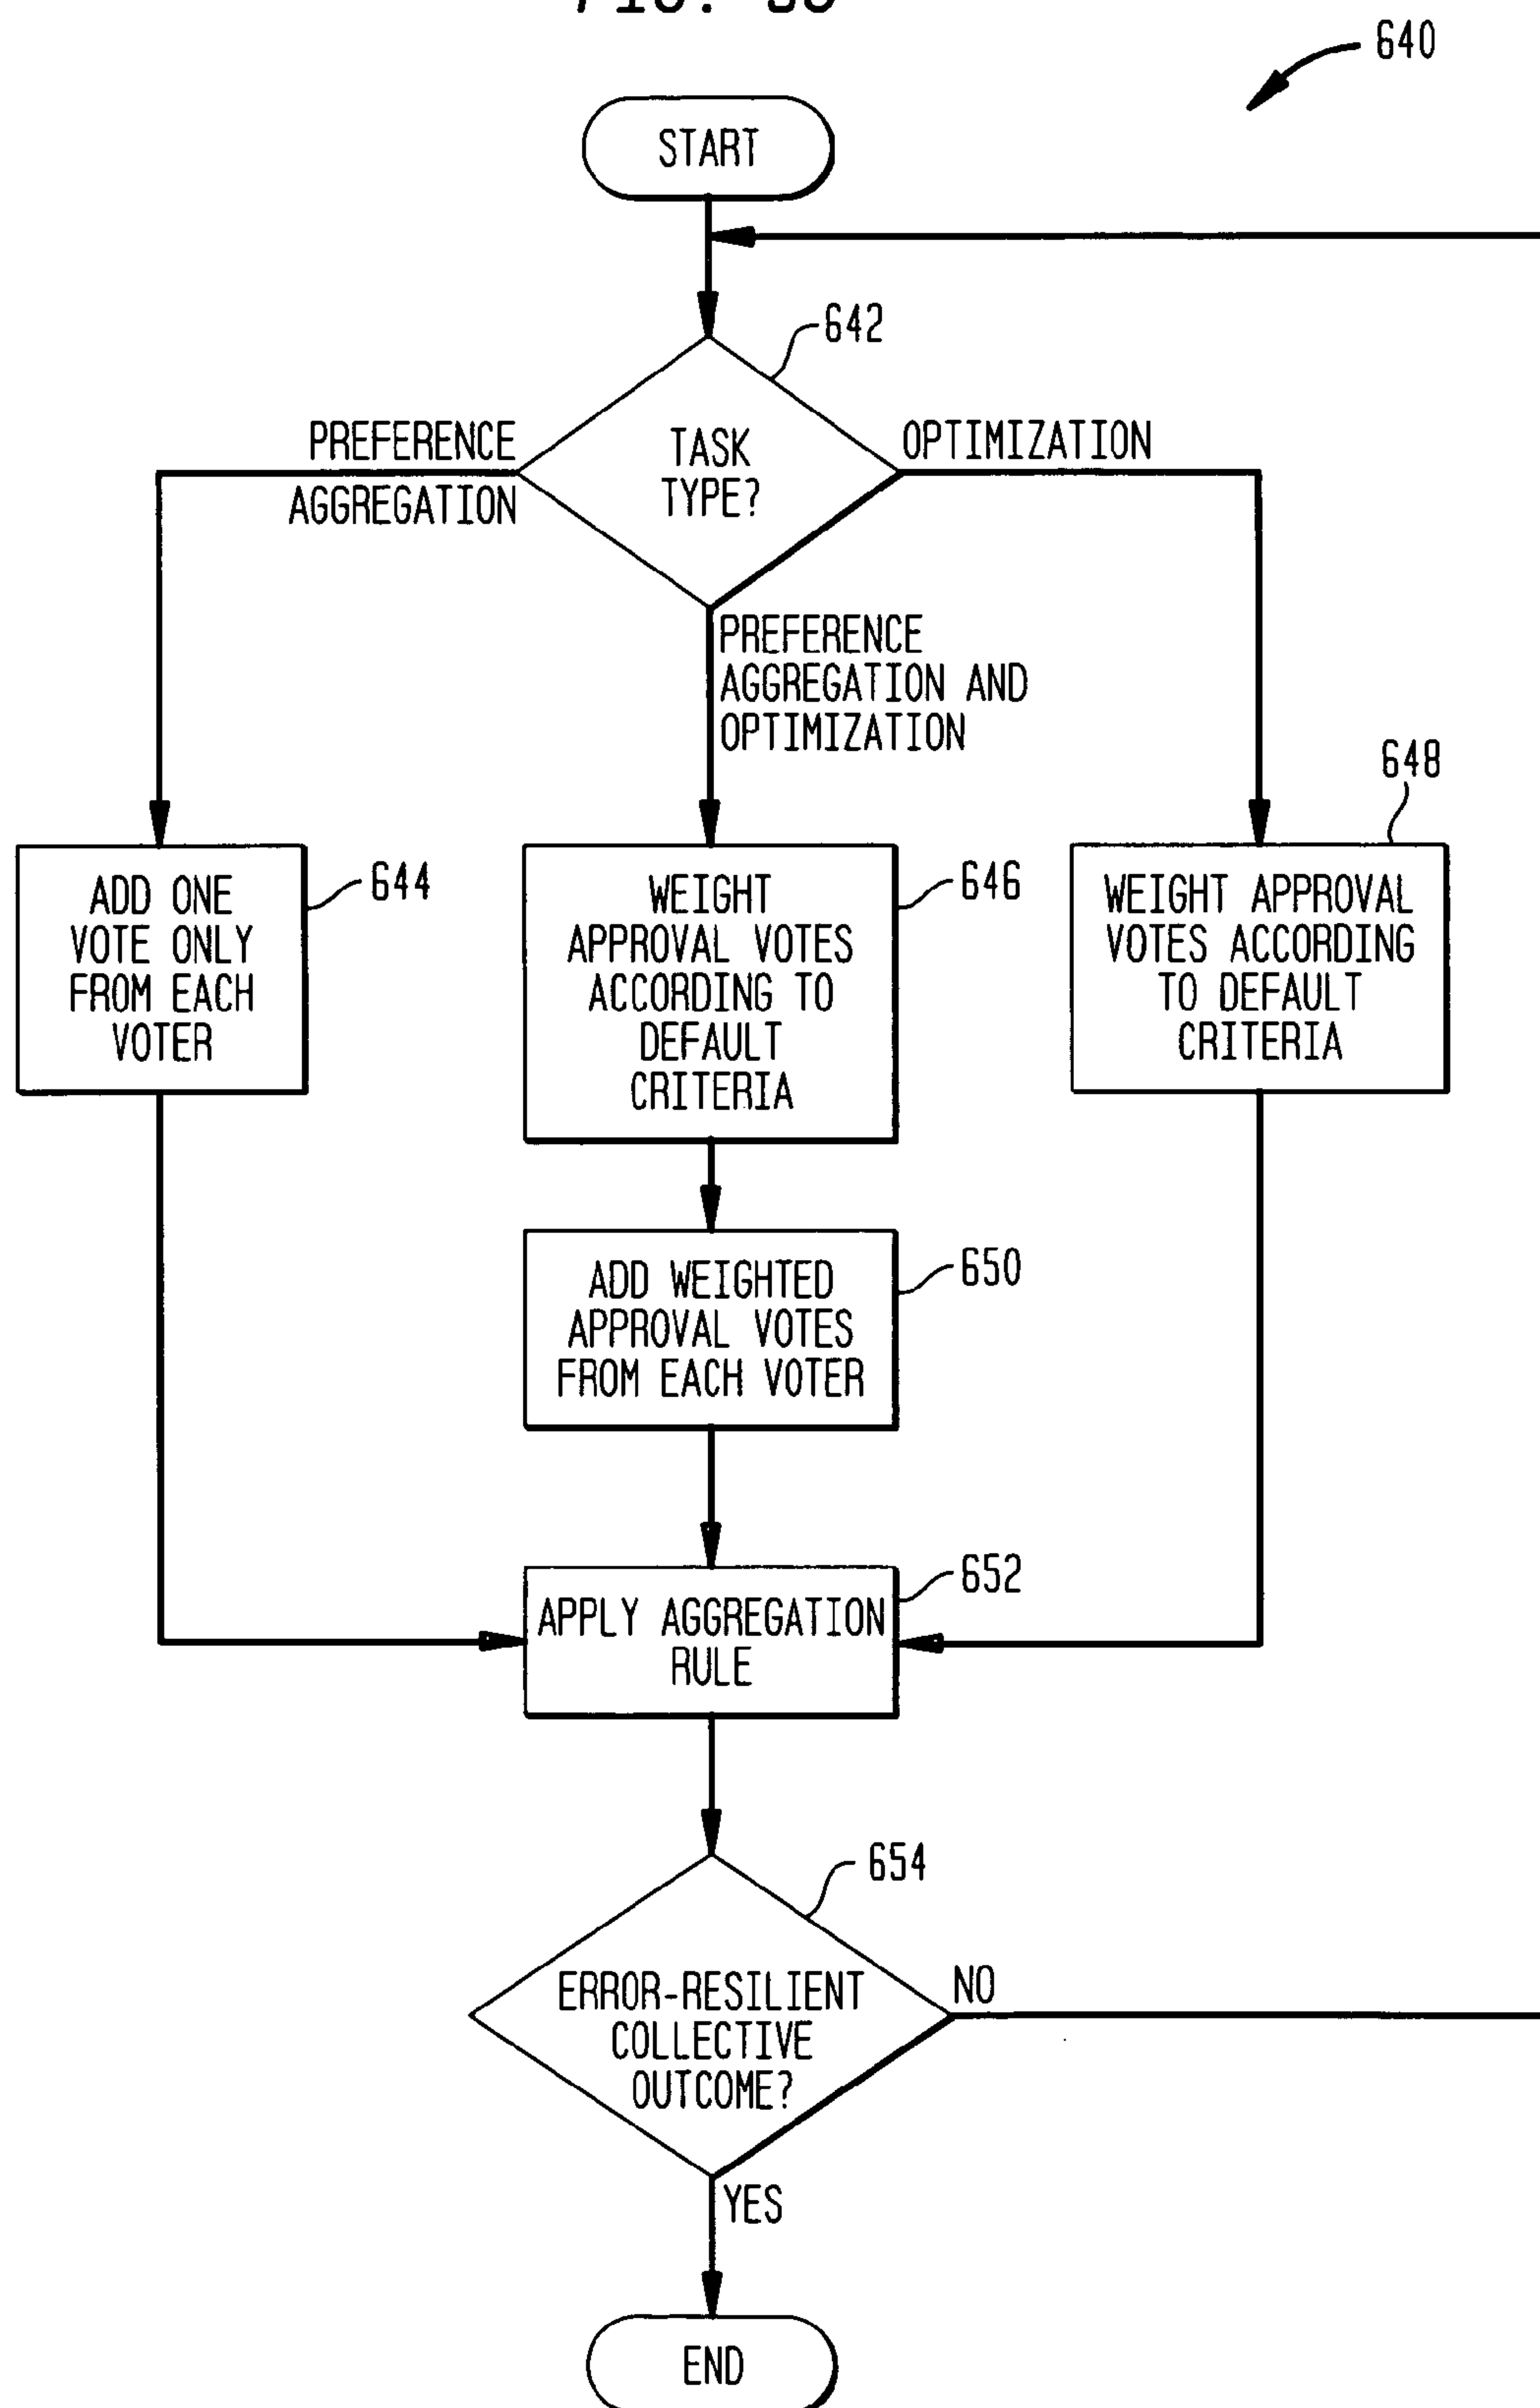 640
START
642
PREFERENCE
AGGREGATION
TASK
TYPE?
OPTIMIZATION
PREFERENCE
AGGREGATION AND
OPTIMIZATION
648
ADD ONE
VOTE ONLY
FROM EACH
VOTER
644
WEIGHT
APPROVAL VOTES
ACCORDING TO
DEFAULT
CRITERIA
646
WEIGHT APPROVAL
VOTES ACCORDING
TO DEFAULT
CRITERIA
ADD WEIGHTED
APPROVAL VOTES
FROM EACH VOTER
650
APPLY AGGREGATION
RULE
652
654
ERROR-RESILIENT
COLLECTIVE
OUTCOME?
NO
YES
END